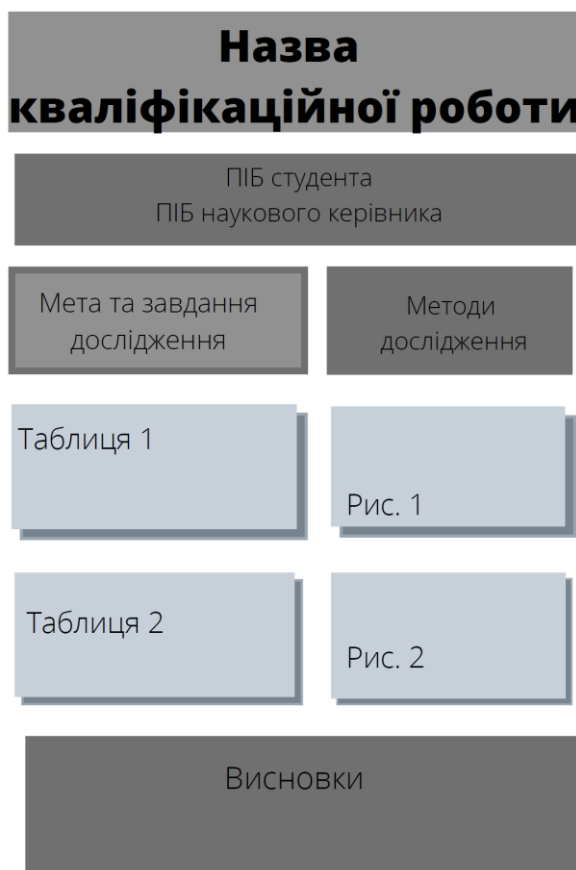 Назва
кваліфікаційної роботи
ПІБ студента
ПІБ наукового керівника
Мета та завдання
дослідження
Методи
дослідження
Таблиця 1
Рис. 1
Таблиця 2
Рис. 2
Висновки